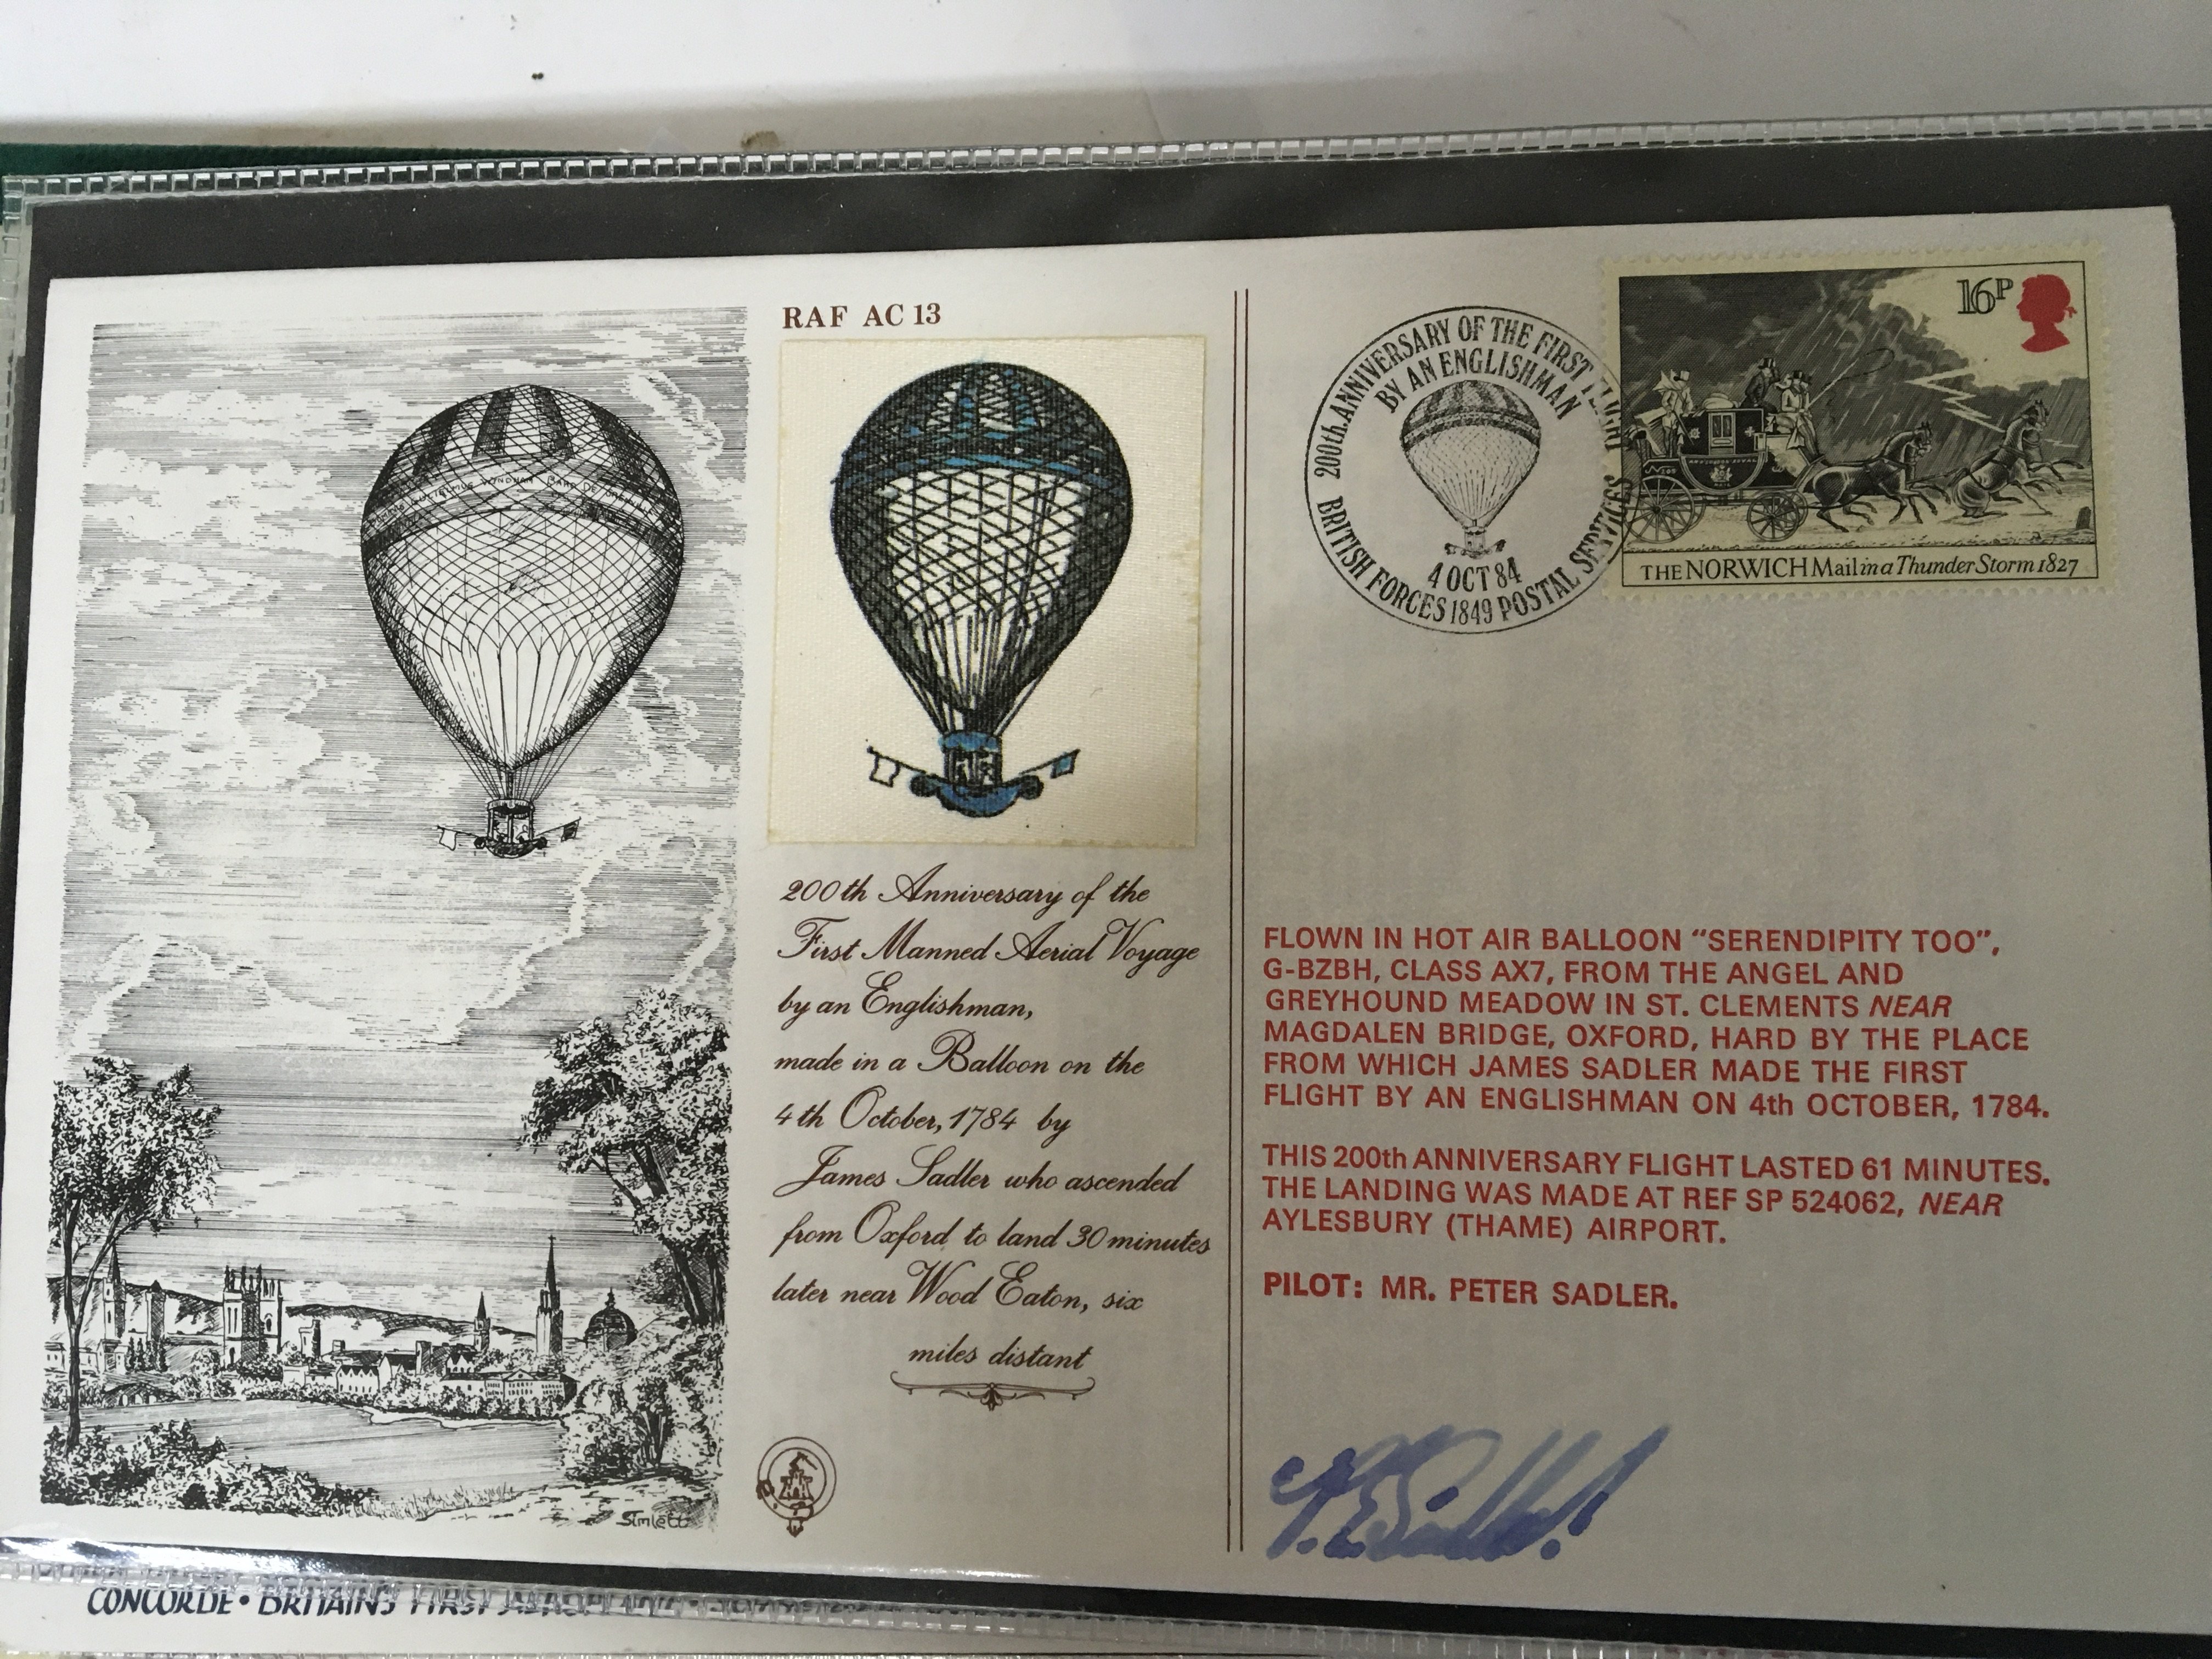 RAF AC 13
200th Anniversary of the
First Manned Aerial Voyage
by an Englishman,
made in a Balloon on the
4th October, 1784 by
James Sadler who ascended
from Oxford to land 30 minutes
later near Wood Eaton, six
miles distant
Simlett
200th. ANNIVERSARY OF THE FIRST FLIGHT
BY AN ENGLISHMAN
4 OCT 84
BRITISH FORCES 1849 POSTAL SERVICES
16P
THE NORWICH Mail in a Thunder Storm 1827
FLOWN IN HOT AIR BALLOON “SERENDIPITY TOO”,
G-BZBH, CLASS AX7, FROM THE ANGEL AND
GREYHOUND MEADOW IN ST. CLEMENTS NEAR
MAGDALEN BRIDGE, OXFORD, HARD BY THE PLACE
FROM WHICH JAMES SADLER MADE THE FIRST
FLIGHT BY AN ENGLISHMAN ON 4th OCTOBER, 1784.
THIS 200th ANNIVERSARY FLIGHT LASTED 61 MINUTES.
THE LANDING WAS MADE AT REF SP 524062, NEAR
AYLESBURY (THAME) AIRPORT.
PILOT: MR. PETER SADLER.
CONCORDE • BRITAIN'S FIRST